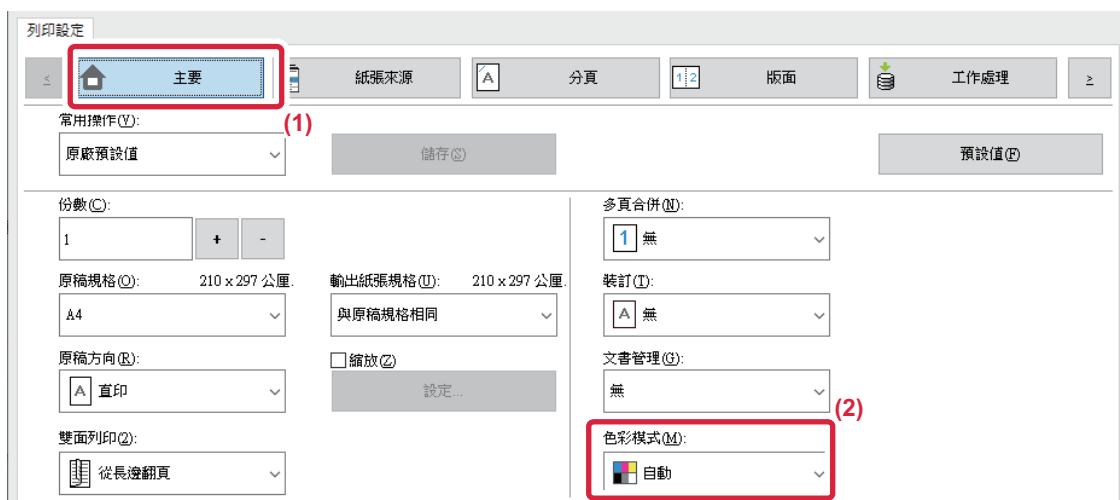 列印設定
≤ 主要 紙張來源 A 分頁 1 2 版面 工作處理 ≥
(1)
常用操作(Y):
原廠預設值 儲存(S) 預設值(F)
份數(C): 多頁合併(N):
1 + - 1 無
原稿規格(O): 210 x 297 公厘. 輸出紙張規格(U): 210 x 297 公厘. 裝訂(T):
A4 與原稿規格相同 A 無
原稿方向(R): 縮放(Z) 文書管理(G):
A 直印 設定... 無
(2)
雙面列印(2): 色彩模式(M):
從長邊翻頁 自動